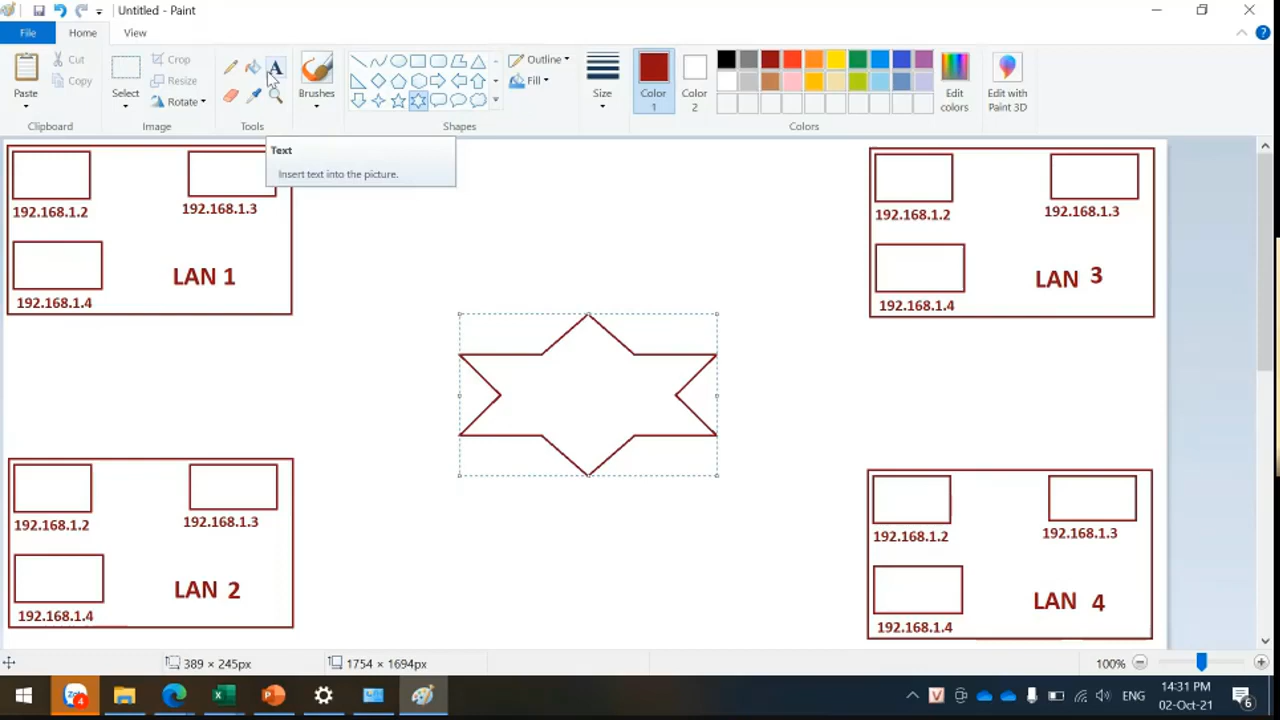 Untitled - Paint
File
Home
View
Paste
Cut
Copy
Clipboard
Select
Crop
Resize
Rotate
Image
A
Tools
Brushes
Outline
Fill
Shapes
Size
Color 1
Color 2
Edit colors
Edit with Paint 3D
Colors
Text
Insert text into the picture.
192.168.1.2
192.168.1.3
192.168.1.4
LAN 1
192.168.1.2
192.168.1.3
192.168.1.4
LAN 3
192.168.1.2
192.168.1.3
192.168.1.4
LAN 2
192.168.1.2
192.168.1.3
192.168.1.4
LAN 4
389 × 245px
1754 × 1694px
100%
Zalo
4
ENG
14:31 PM
02-Oct-21
6